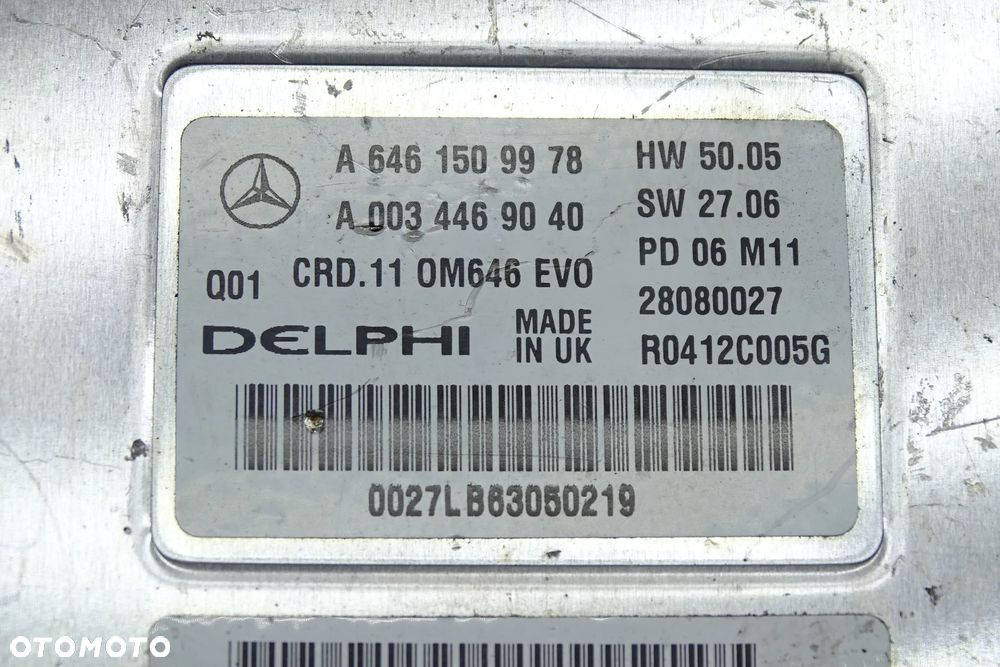 A 646 150 99 78 HW 50.05
A 003 446 90 40 SW 27.06
Q01 CRD.11 OM646 EVO PD 06 M11
28080027
DELPHI MADE IN UK R0412C005G
0027LB63050219
OTOMOTO